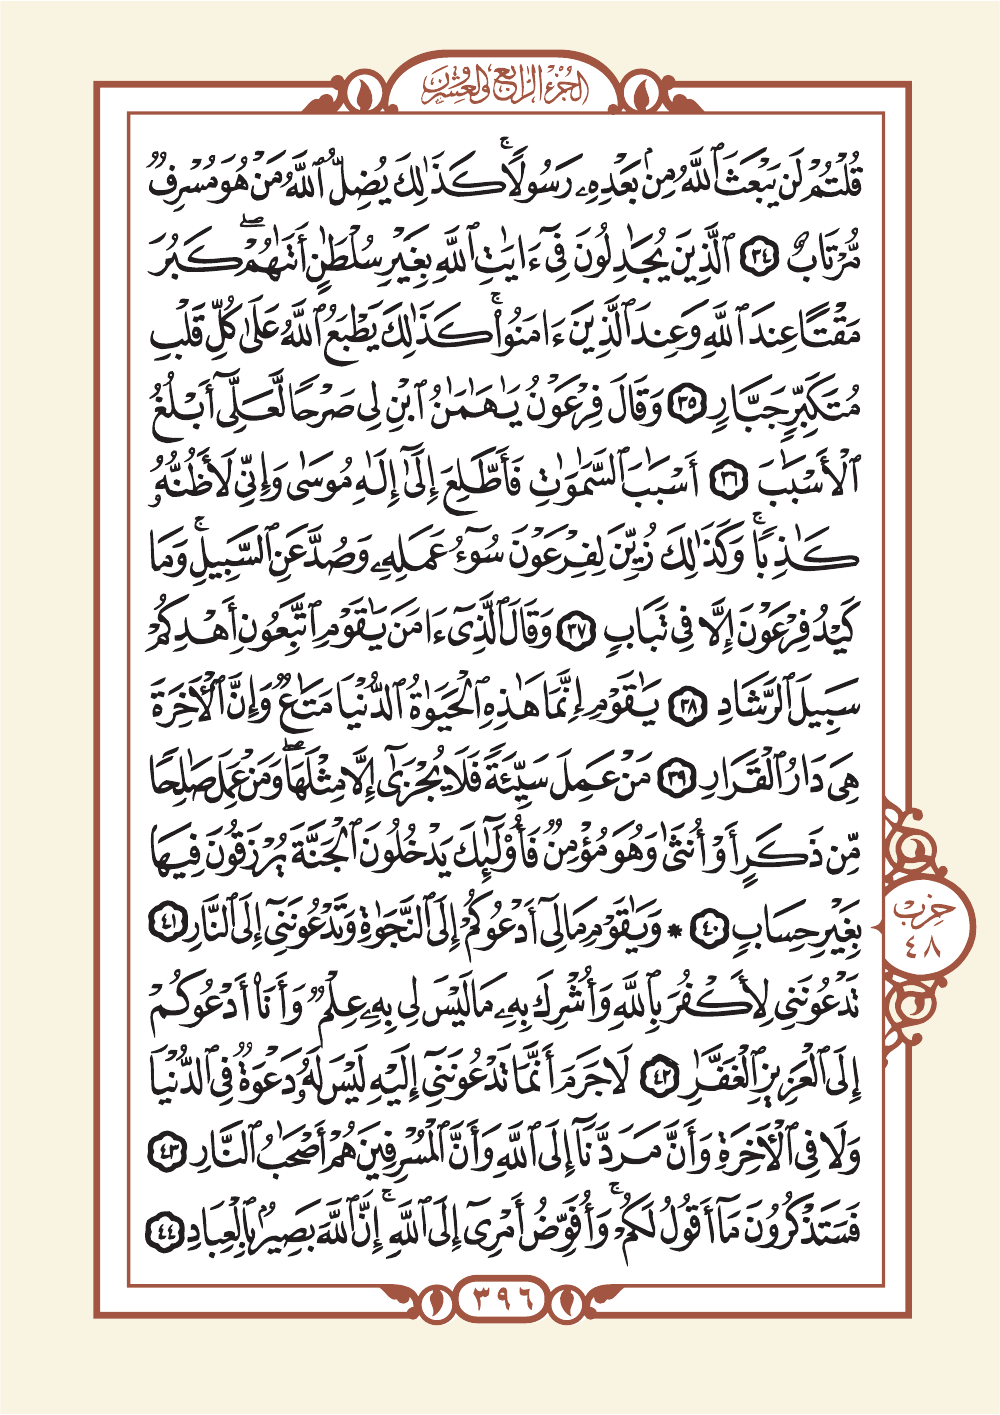 الجزء الرابع والعشرون
قُلْتُمْ لَن يَبْعَثَ ٱللَّهُ مِنۢ بَعْدِهِۦ رَسُولًاۚ كَذَٰلِكَ يُضِلُّ ٱللَّهُ مَنْ هُوَ مُسْرِفٌ
مُّرْتَابٌ ٣٤ ٱلَّذِينَ يُجَٰدِلُونَ فِىٓ ءَايَٰتِ ٱللَّهِ بِغَيْرِ سُلْطَٰنٍ أَتَىٰهُمْۖ كَبُرَ
مَقْتًا عِندَ ٱللَّهِ وَعِندَ ٱلَّذِينَ ءَامَنُوا۟ۚ كَذَٰلِكَ يَطْبَعُ ٱللَّهُ عَلَىٰ كُلِّ قَلْبِ
مُتَكَبِّرٍ جَبَّارٍ ٣٥ وَقَالَ فِرْعَوْنُ يَٰهَٰمَٰنُ ٱبْنِ لِى صَرْحًا لَّعَلِّىٓ أَبْلُغُ
ٱلْأَسْبَٰبَ ٣٦ أَسْبَٰبَ ٱلسَّمَٰوَٰتِ فَأَطَّلِعَ إِلَىٰٓ إِلَٰهِ مُوسَىٰ وَإِنِّى لَأَظُنُّهُۥ
كَٰذِبًاۚ وَكَذَٰلِكَ زُيِّنَ لِفِرْعَوْنَ سُوٓءُ عَمَلِهِۦ وَصُدَّ عَنِ ٱلسَّبِيلِۚ وَمَا
كَيْدُ فِرْعَوْنَ إِلَّا فِى تَبَابٍ ٣٧ وَقَالَ ٱلَّذِىٓ ءَامَنَ يَٰقَوْمِ ٱتَّبِعُونِ أَهْدِكُمْ
سَبِيلَ ٱلرَّشَادِ ٣٨ يَٰقَوْمِ إِنَّمَا هَٰذِهِ ٱلْحَيَوٰةُ ٱلدُّنْيَا مَتَٰعٌ وَإِنَّ ٱلْءَاخِرَةَ
هِىَ دَارُ ٱلْقَرَارِ ٣٩ مَنْ عَمِلَ سَيِّئَةً فَلَا يُجْزَىٰٓ إِلَّا مِثْلَهَاۖ وَمَنْ عَمِلَ صَٰلِحًا
مِّن ذَكَرٍ أَوْ أُنثَىٰ وَهُوَ مُؤْمِنٌ فَأُو۟لَٰٓئِكَ يَدْخُلُونَ ٱلْجَنَّةَ يُرْزَقُونَ فِيهَا
بِغَيْرِ حِسَابٍ ٤٠ * وَيَٰقَوْمِ مَا لِىٓ أَدْعُوكُمْ إِلَى ٱلنَّجَوٰةِ وَتَدْعُونَنِىٓ إِلَى ٱلنَّارِ ٤١
حزب
٤٨
تَدْعُونَنِى لِأَكْفُرَ بِٱللَّهِ وَأُشْرِكَ بِهِۦ مَا لَيْسَ لِى بِهِۦ عِلْمٌ وَأَنَا۠ أَدْعُوكُمْ
إِلَى ٱلْعَزِيزِ ٱلْغَفَّٰرِ ٤٢ لَا جَرَمَ أَنَّمَا تَدْعُونَنِىٓ إِلَيْهِ لَيْسَ لَهُۥ دَعْوَةٌ فِى ٱلدُّنْيَا
وَلَا فِى ٱلْءَاخِرَةِ وَأَنَّ مَرَدَّنَآ إِلَى ٱللَّهِ وَأَنَّ ٱلْمُسْرِفِينَ هُمْ أَصْحَٰبُ ٱلنَّارِ ٤٣
فَسَتَذْكُرُونَ مَآ أَقُولُ لَكُمْۚ وَأُفَوِّضُ أَمْرِىٓ إِلَى ٱللَّهِۚ إِنَّ ٱللَّهَ بَصِيرٌۢ بِٱلْعِبَادِ ٤٤
٣٩٦